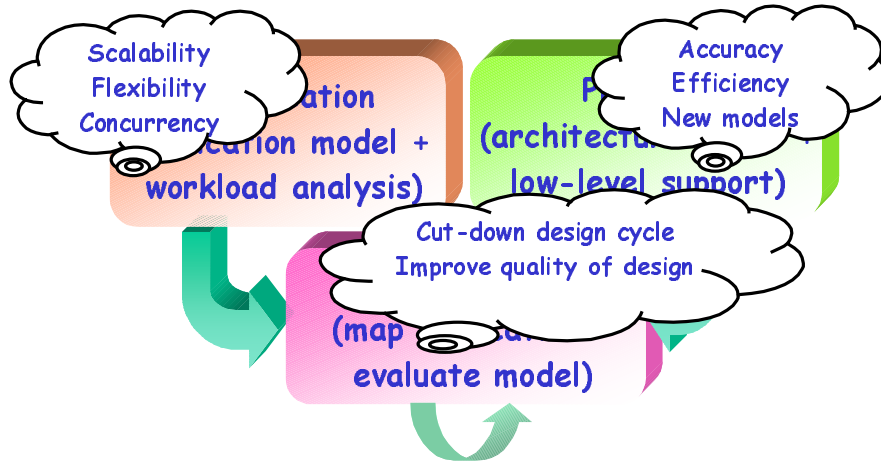 Scalability
Flexibility
Concurrency
ation
cation model +
workload analysis)
Accuracy
Efficiency
New models
P
(architectu +
low-level support)
Cut-down design cycle
Improve quality of design
(map
evaluate model)